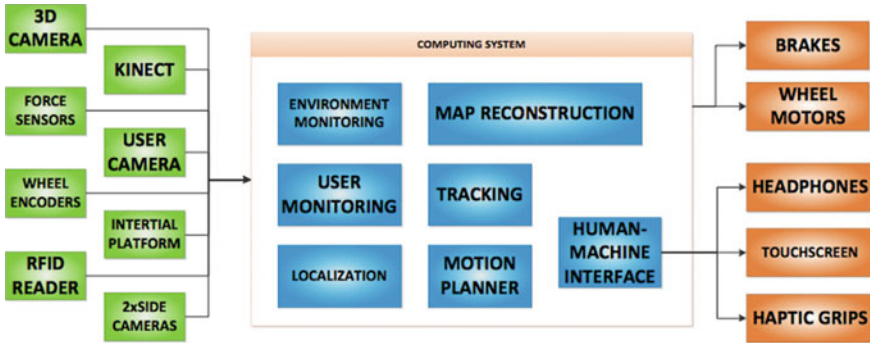 3D
CAMERA
KINECT
FORCE
SENSORS
USER
CAMERA
WHEEL
ENCODERS
INTERTIAL
PLATFORM
RFID
READER
2xSIDE
CAMERAS
COMPUTING SYSTEM
ENVIRONMENT
MONITORING
MAP RECONSTRUCTION
USER
MONITORING
TRACKING
LOCALIZATION
MOTION
PLANNER
HUMAN-
MACHINE
INTERFACE
BRAKES
WHEEL
MOTORS
HEADPHONES
TOUCHSCREEN
HAPTIC GRIPS